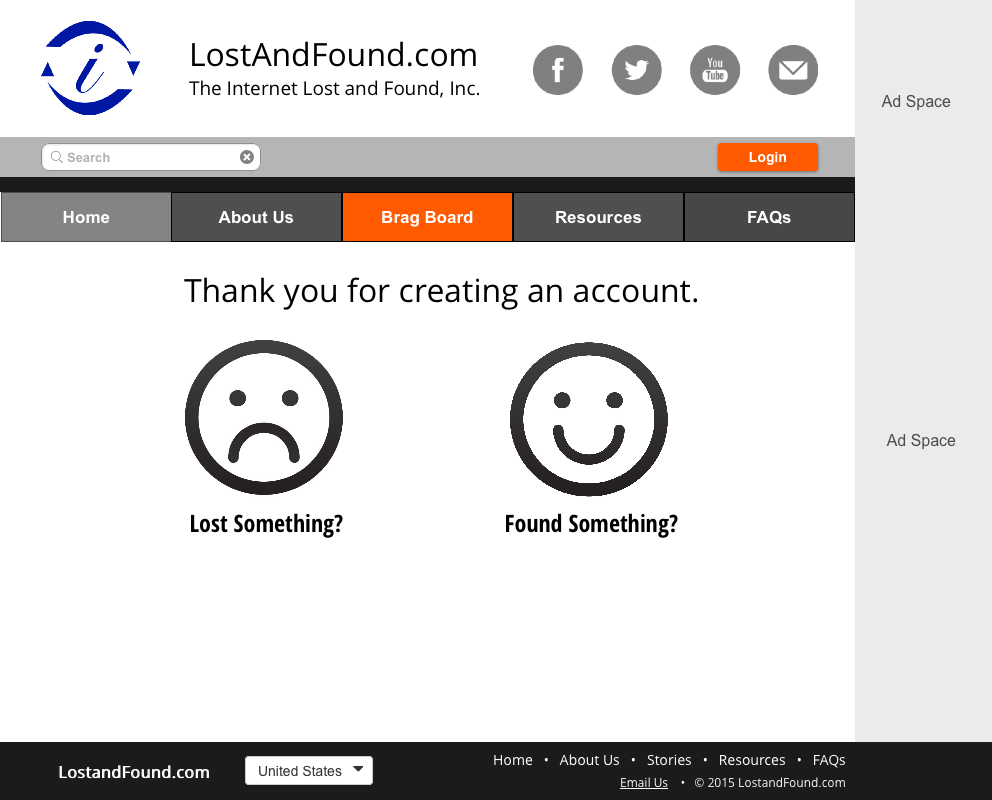 i
LostAndFound.com
The Internet Lost and Found, Inc.
f
You
Tube
Ad Space
Search
Login
Home
About Us
Brag Board
Resources
FAQs
Thank you for creating an account.
Ad Space
Lost Something?
Found Something?
LostandFound.com
United States
Home • About Us • Stories • Resources • FAQs
Email Us • © 2015 LostandFound.com